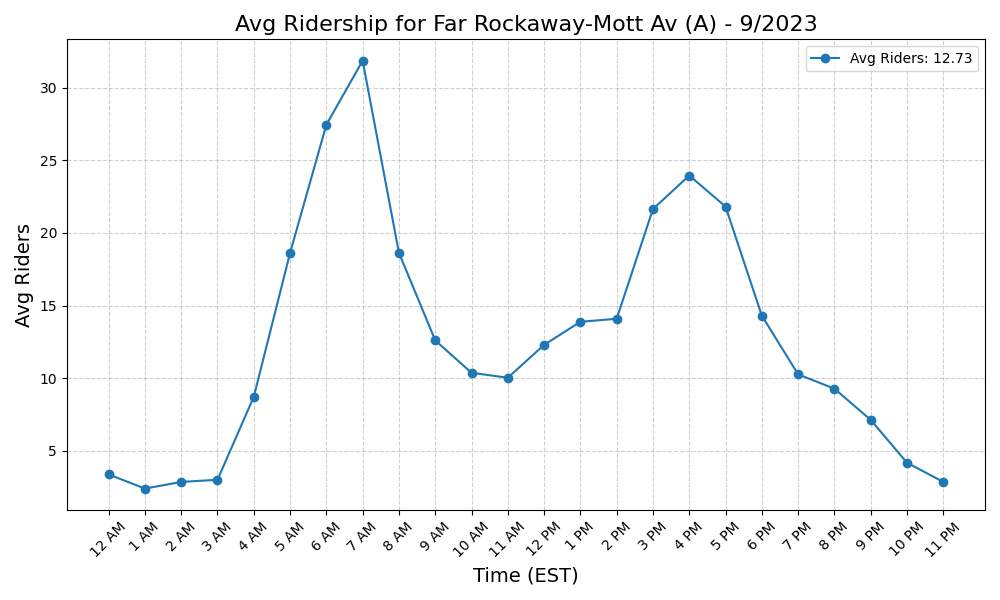 Avg Ridership for Far Rockaway-Mott Av (A) - 9/2023
Avg Riders: 12.73
Avg Riders
30
25
20
15
10
5
12 AM
1 AM
2 AM
3 AM
4 AM
5 AM
6 AM
7 AM
8 AM
9 AM
10 AM
11 AM
12 PM
1 PM
2 PM
3 PM
4 PM
5 PM
6 PM
7 PM
8 PM
9 PM
10 PM
11 PM
Time (EST)